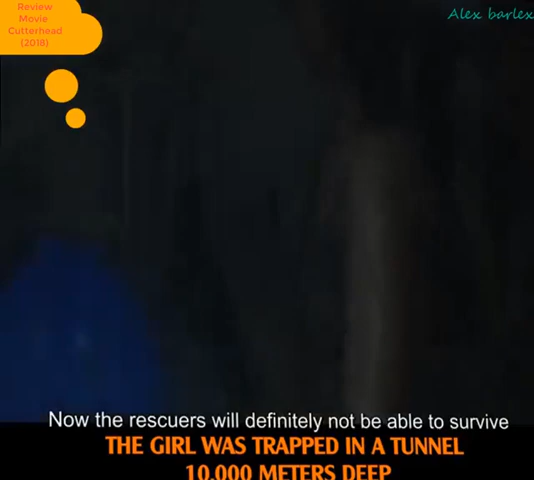 Review
Movie
Cutterhead
(2018)
Alex barlex
Now the rescuers will definitely not be able to survive
THE GIRL WAS TRAPPED IN A TUNNEL
10.000 METERS DEEP